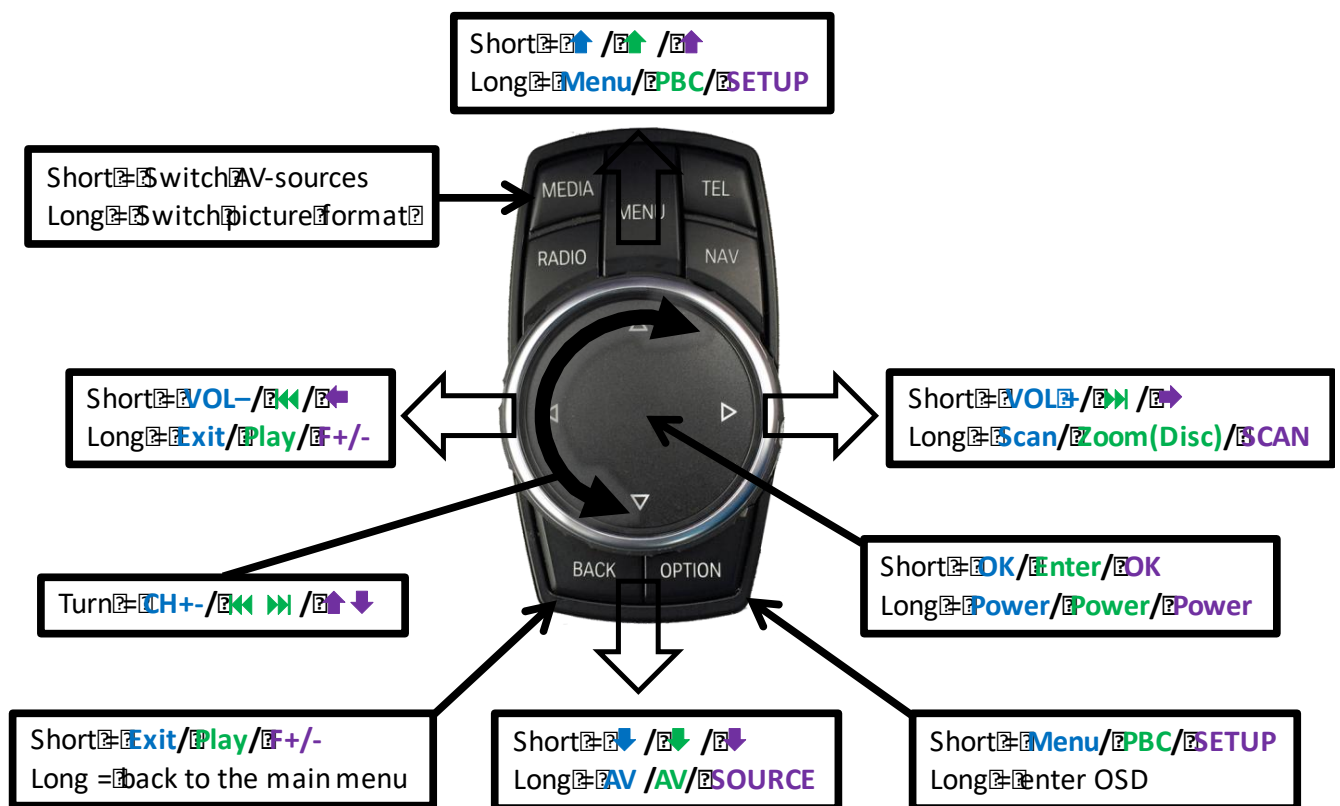 Short = ⬆ / ⬆ / ⬆
Long = Menu/ PBC/ SETUP
Short = Switch AV-sources
Long = Switch picture format
MEDIA
MENU
TEL
RADIO
NAV
Short = VOL–/ ⏮ / ⬅
Long = Exit/ Play/ F+/-
Short = VOL +/ ⏭ / ➡
Long = Scan/ Zoom(Disc)/ SCAN
Turn = CH+-/ ⏮ ⏭ / ⬆ ⬇
BACK
OPTION
Short = OK/ Enter/ OK
Long = Power/ Power/ Power
Short = Exit/ Play/ F+/-
Long = back to the main menu
Short = ⬇ / ⬇ / ⬇
Long = AV /AV/ SOURCE
Short = Menu/ PBC/ SETUP
Long = enter OSD